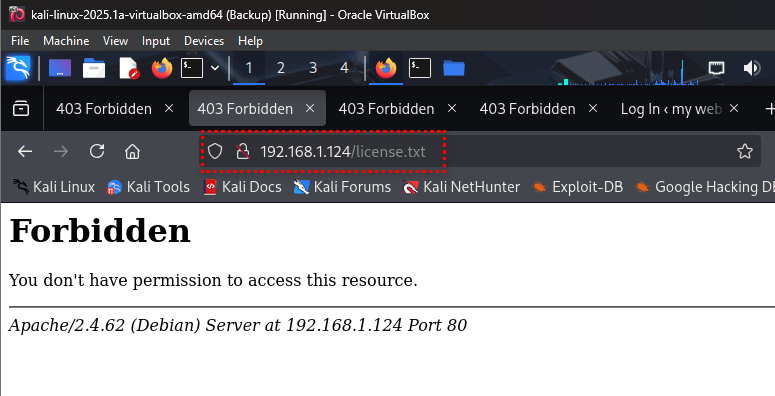 kali-linux-2025.1a-virtualbox-amd64 (Backup) [Running] - Oracle VirtualBox
File Machine View Input Devices Help
1 2 3 4
403 Forbidden 403 Forbidden 403 Forbidden 403 Forbidden Log In ‹ my web
192.168.1.124/license.txt
Kali Linux Kali Tools Kali Docs Kali Forums Kali NetHunter Exploit-DB Google Hacking DB
Forbidden
You don't have permission to access this resource.
Apache/2.4.62 (Debian) Server at 192.168.1.124 Port 80